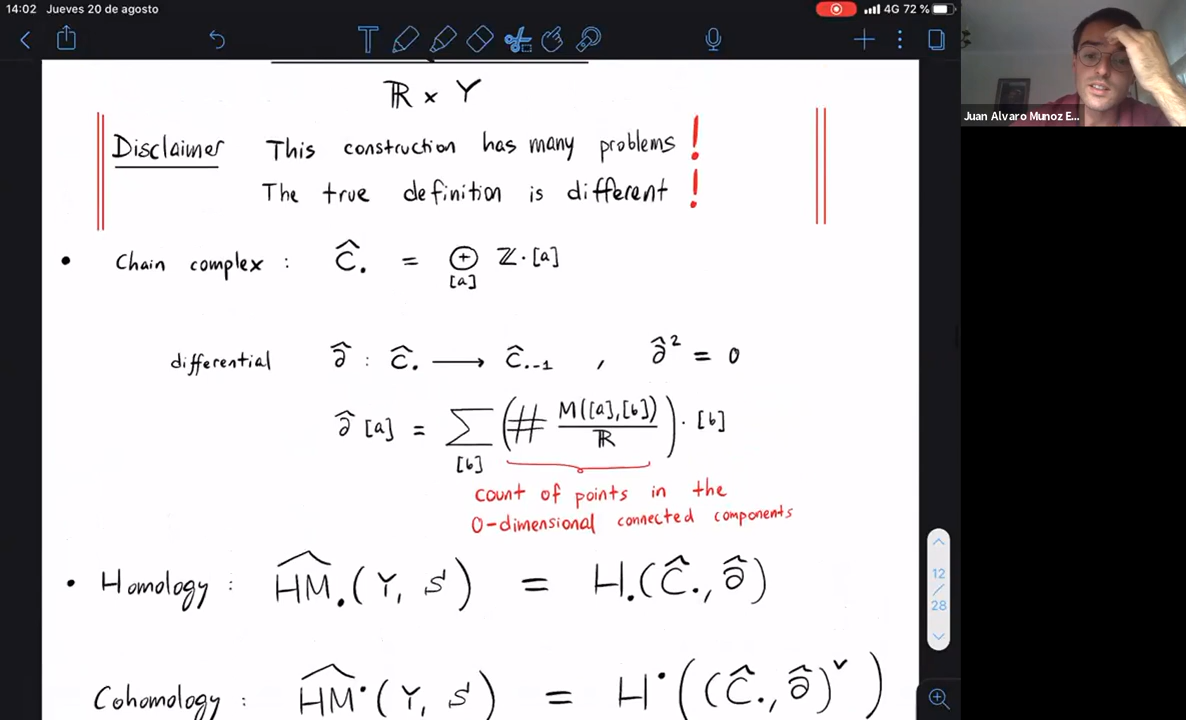 14:02 Jueves 20 de agosto
4G 72 %
Juan Alvaro Munoz E...
ℝ × Y
Disclaimer This construction has many problems !
The true definition is different !
• Chain complex : Ĉ. = ⊕_[a] ℤ·[a]
differential ∂̂ : Ĉ. ⟶ Ĉ.-1 , ∂̂² = 0
∂̂ [a] = ∑_[b] (# M([a],[b]) / ℝ) · [b]
count of points in the
0-dimensional connected components
• Homology : \widehat{HM}.(Y, S) = H.(Ĉ., ∂̂)
12
/
28
Cohomology : \widehat{HM}˙(Y, S) = H˙((Ĉ., ∂̂)ᵛ)